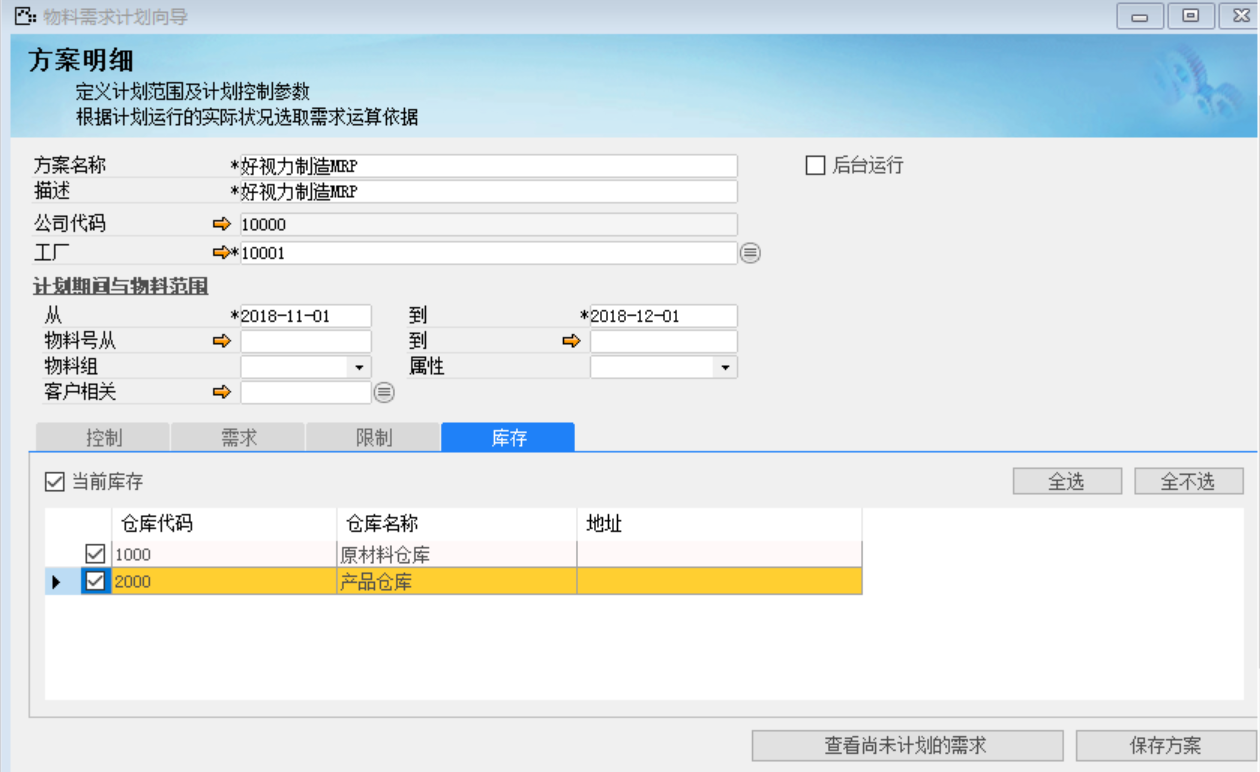 物料需求计划向导
方案明细
定义计划范围及计划控制参数
根据计划运行的实际状况选取需求运算依据
方案名称 *好视力制造MRP 后台运行
描述 *好视力制造MRP
公司代码 10000
工厂 *10001
计划期间与物料范围
从 *2018-11-01 到 *2018-12-01
物料号从 到
物料组 属性
客户相关
控制 需求 限制 库存
当前库存 全选 全不选
仓库代码 仓库名称 地址
1000 原材料仓库
2000 产品仓库
查看尚未计划的需求 保存方案